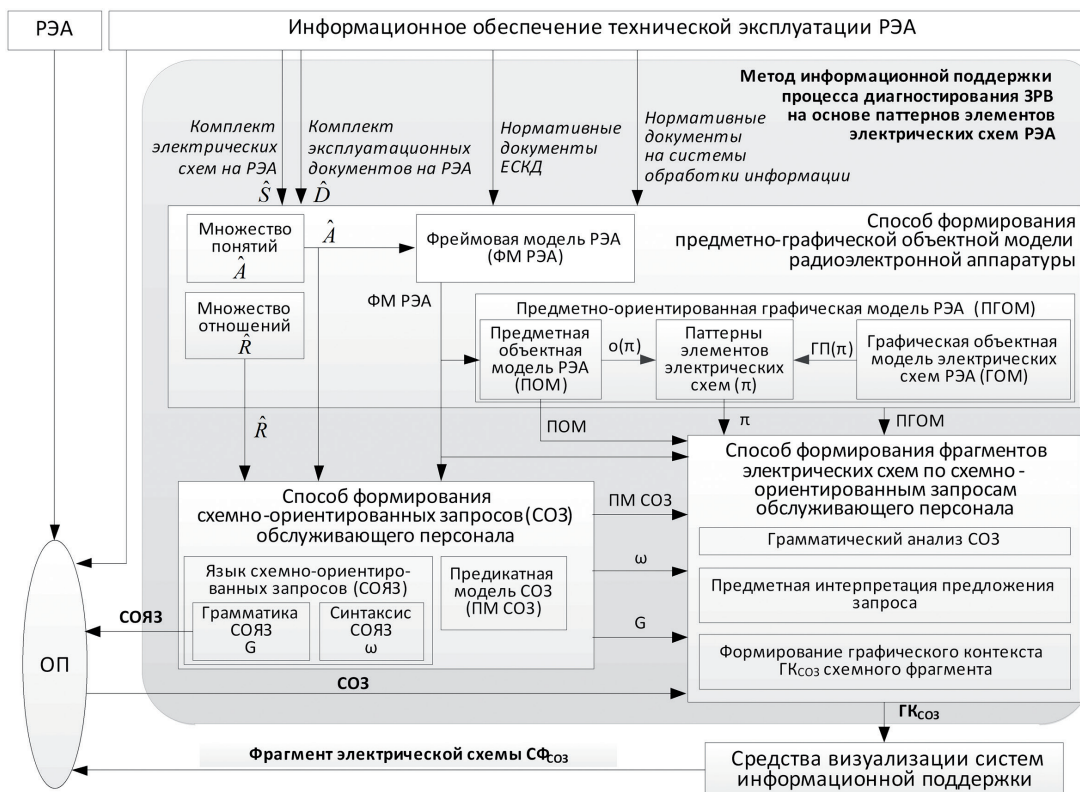 РЭА
Информационное обеспечение технической эксплуатации РЭА
Метод информационной поддержки
процесса диагностирования ЗРВ
на основе паттернов элементов
электрических схем РЭА
Комплект
электрических
схем на РЭА
Ŝ
Комплект
эксплуатационных
документов на РЭА
D̂
Нормативные
документы
ЕСКД
Нормативные
документы
на системы
обработки информации
Способ формирования
предметно-графической объектной модели
радиоэлектронной аппаратуры
Множество
понятий
Â
Â
Фреймовая модель РЭА
(ФМ РЭА)
Множество
отношений
R̂
ФМ РЭА
Предметно-ориентированная графическая модель РЭА (ПГОМ)
Предметная
объектная
модель РЭА
(ПОМ)
о(π)
Паттерны
элементов
электрических
схем (π)
ГП(π)
Графическая объектная
модель электрических
схем РЭА (ГОМ)
R̂
ПОМ
π
ПГОМ
Способ формирования
схемно-ориентированных запросов (СОЗ)
обслуживающего персонала
Язык схемно-ориентиро-
ванных запросов (СОЯЗ)
Грамматика
СОЯЗ
G
Синтаксис
СОЯЗ
ω
Предикатная
модель СОЗ
(ПМ СОЗ)
ПМ СОЗ
ω
G
Способ формирования фрагментов
электрических схем по схемно-
ориентированным запросам
обслуживающего персонала
Грамматический анализ СОЗ
Предметная интерпретация предложения
запроса
Формирование графического контекста
ГКСОЗ схемного фрагмента
СОЯЗ
ОП
СОЗ
ГКСОЗ
Фрагмент электрической схемы СФСОЗ
Средства визуализации систем
информационной поддержки